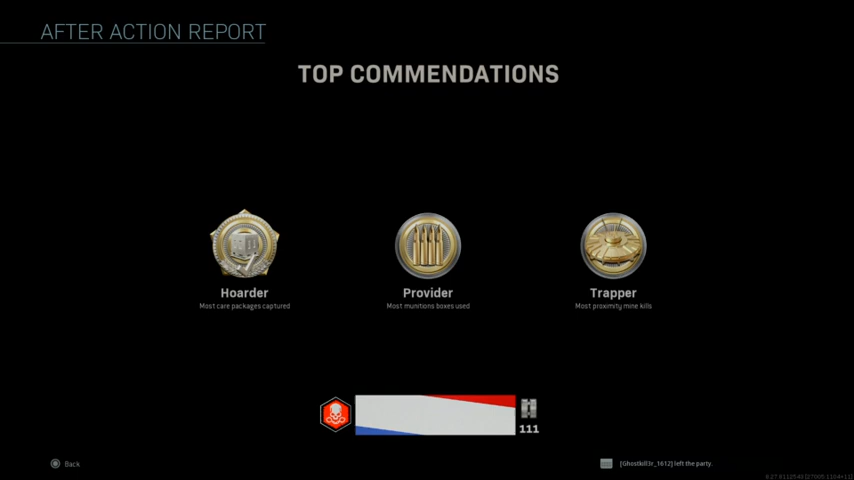 AFTER ACTION REPORT
TOP COMMENDATIONS
Hoarder
Most care packages captured
Provider
Most munitions boxes used
Trapper
Most proximity mine kills
111
Back
[Ghostkill3r_1612] left the party.